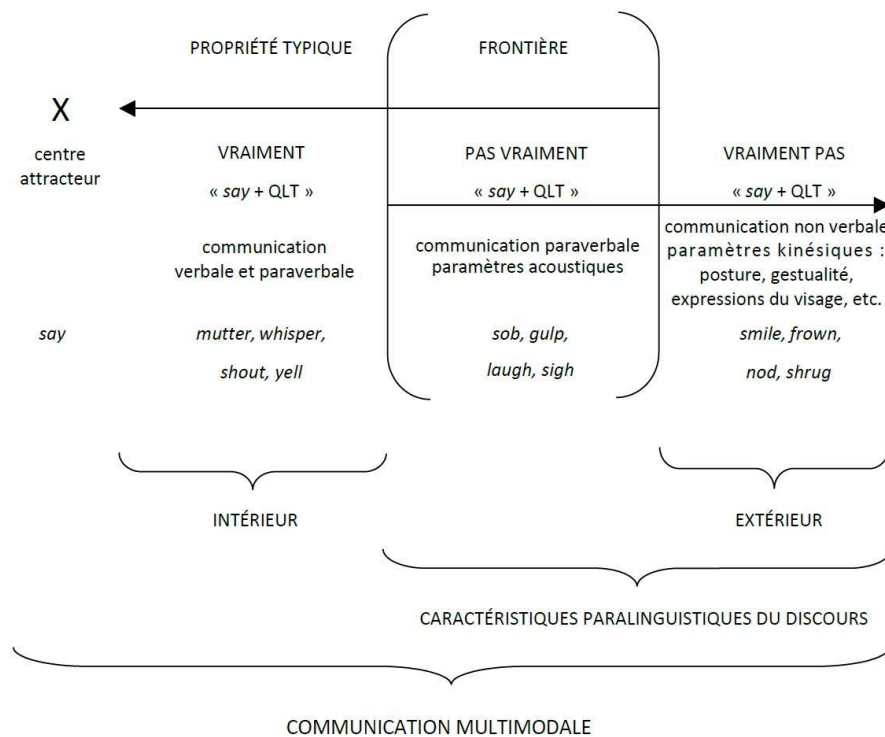 PROPRIÉTÉ TYPIQUE
FRONTIÈRE
X
centre
attracteur
VRAIMENT
« say + QLT »
PAS VRAIMENT
« say + QLT »
VRAIMENT PAS
« say + QLT »
communication
verbale et paraverbale
communication paraverbale
paramètres acoustiques
communication non verbale
paramètres kinésiques :
posture, gestualité,
expressions du visage, etc.
say
mutter, whisper,
shout, yell
sob, gulp,
laugh, sigh
smile, frown,
nod, shrug
INTÉRIEUR
EXTÉRIEUR
CARACTÉRISTIQUES PARALINGUISTIQUES DU DISCOURS
COMMUNICATION MULTIMODALE